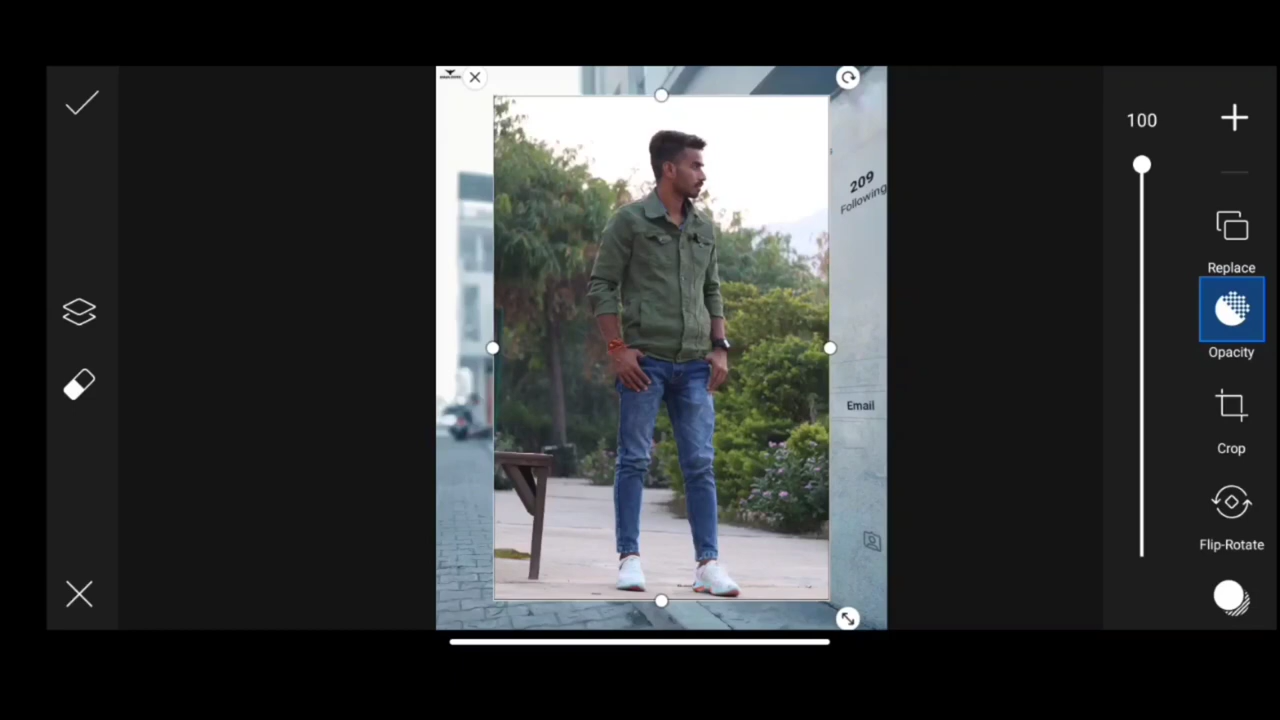 100
Replace
Opacity
Crop
Flip-Rotate
209
Following
Email